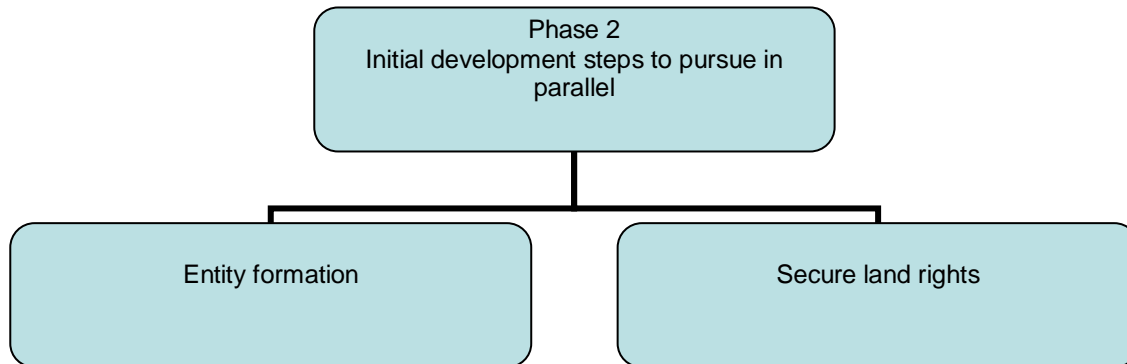 Phase 2
Initial development steps to pursue in
parallel
Entity formation
Secure land rights